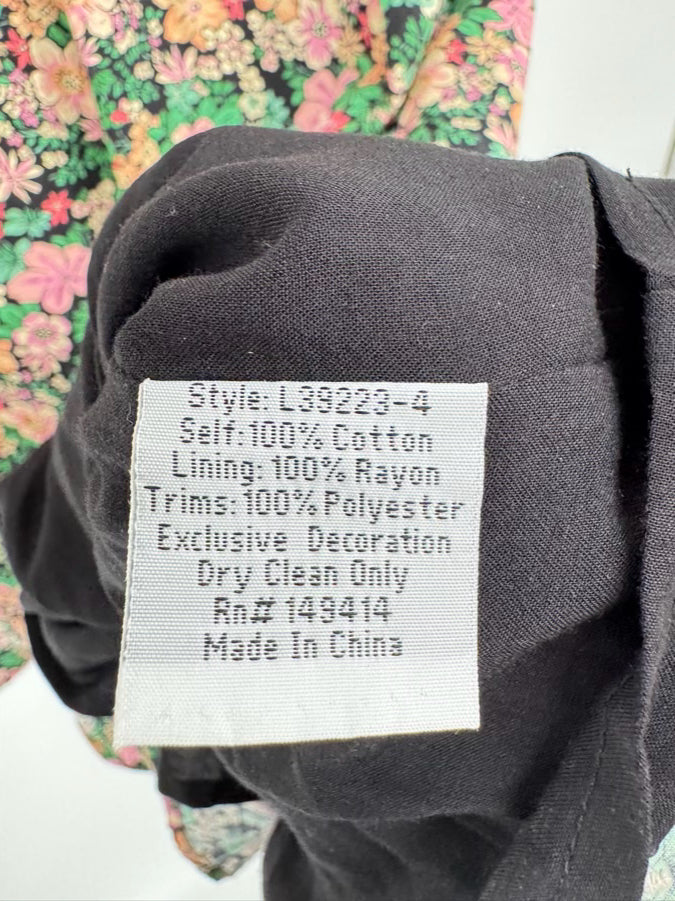 Style: L39223-4
Self:100% Cotton
Lining: 100% Rayon
Trims:100% Polyester
Exclusive Decoration
Dry Clean Only
Rn# 149414
Made In China